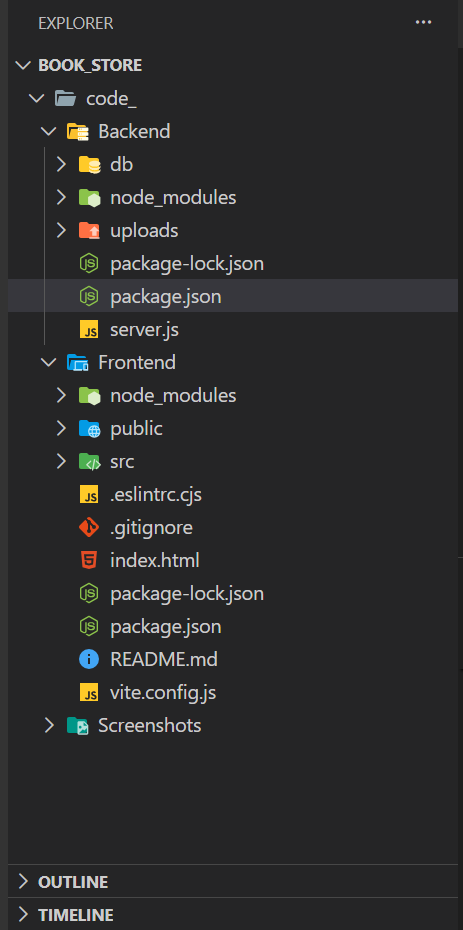 EXPLORER
BOOK_STORE
code_
Backend
db
node_modules
uploads
package-lock.json
package.json
server.js
Frontend
node_modules
public
src
.eslintrc.cjs
.gitignore
index.html
package-lock.json
package.json
README.md
vite.config.js
Screenshots
OUTLINE
TIMELINE